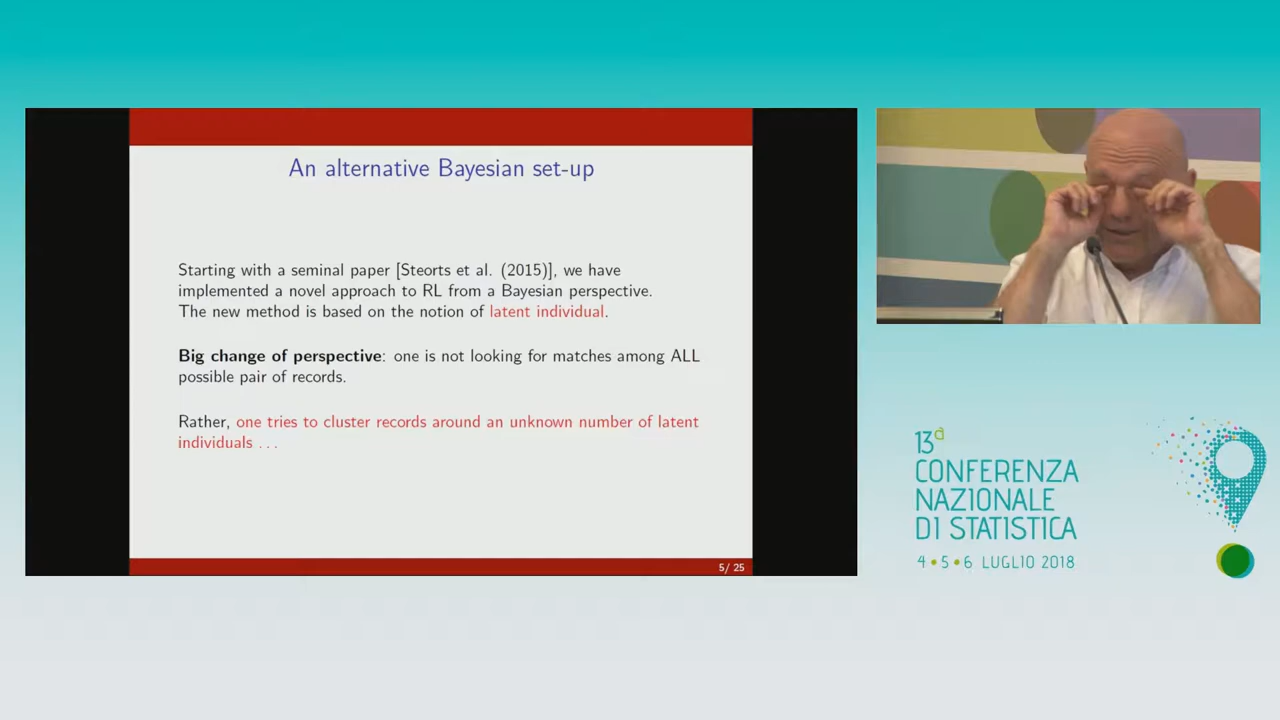 An alternative Bayesian set-up
Starting with a seminal paper [Steorts et al. (2015)], we have
implemented a novel approach to RL from a Bayesian perspective.
The new method is based on the notion of latent individual.
Big change of perspective: one is not looking for matches among ALL
possible pair of records.
Rather, one tries to cluster records around an unknown number of latent
individuals . . .
5/ 25
13a
CONFERENZA
NAZIONALE
DI STATISTICA
4 • 5 • 6 LUGLIO 2018